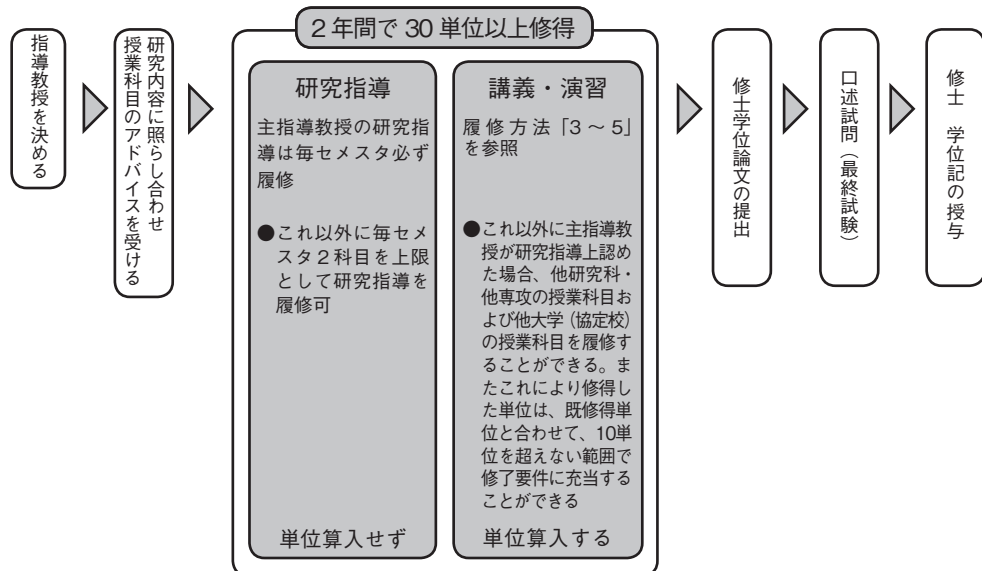 指導教授を決める
研究内容に照らし合わせ
授業科目のアドバイスを受ける
2年間で30単位以上修得
研究指導
主指導教授の研究指
導は毎セメスタ必ず
履修
●これ以外に毎セメ
スタ2科目を上限
として研究指導を
履修可
単位算入せず
講義・演習
履修方法「3～5」
を参照
●これ以外に主指導教
授が研究指導上認め
た場合、他研究科・
他専攻の授業科目お
よび他大学(協定校)
の授業科目を履修す
ることができる。ま
たこれにより修得し
た単位は、既修得単
位と合わせて、10単
位を超えない範囲で
修了要件に充当する
ことができる
単位算入する
修士学位論文の提出
口述試問(最終試験)
修士 学位記の授与